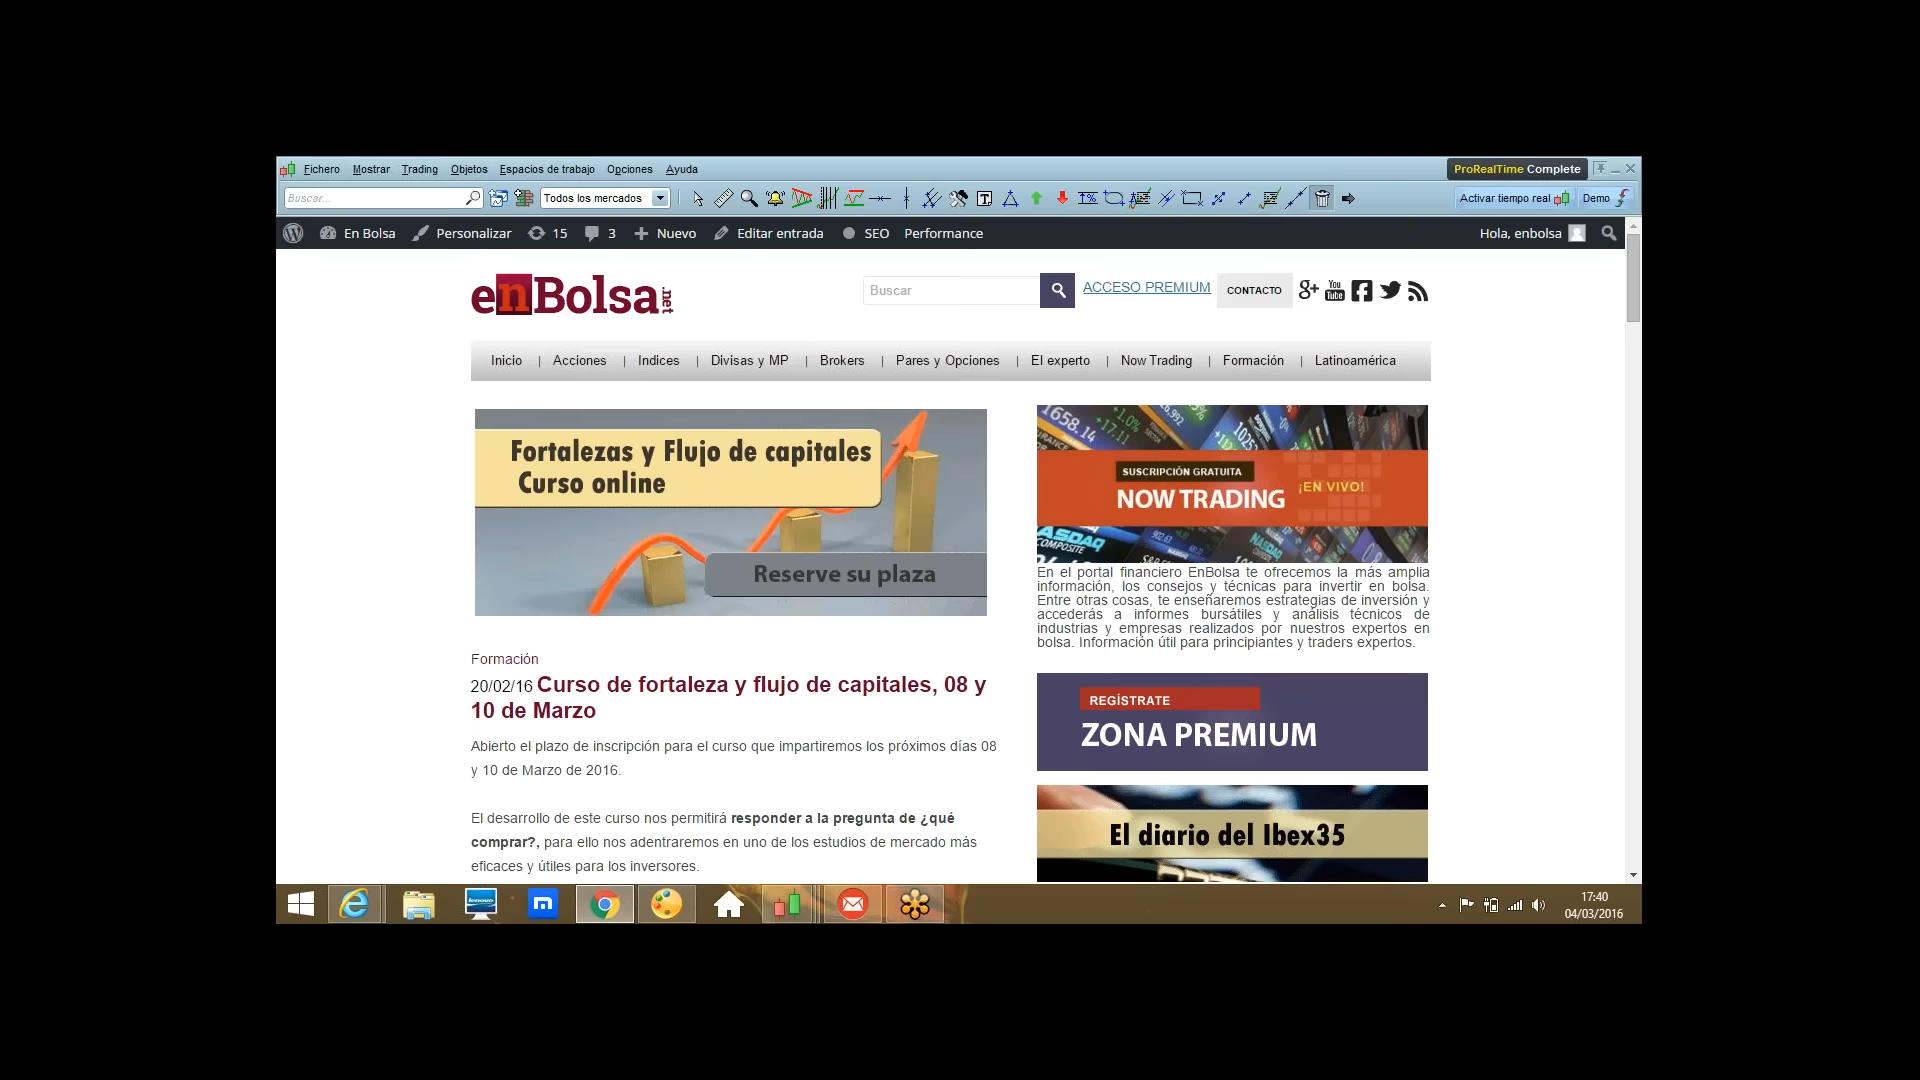 Fichero Mostrar Trading Objetos Espacios de trabajo Opciones Ayuda
ProRealTime Complete
Buscar...
Todos los mercados
Activar tiempo real
Demo
En Bolsa Personalizar 15 3 Nuevo Editar entrada SEO Performance
Hola, enbolsa
enBolsa.net
Buscar
ACCESO PREMIUM
CONTACTO
Inicio | Acciones | Indices | Divisas y MP | Brokers | Pares y Opciones | El experto | Now Trading | Formación | Latinoamérica
Fortalezas y Flujo de capitales
Curso online
Reserve su plaza
Formación
20/02/16 Curso de fortaleza y flujo de capitales, 08 y
10 de Marzo
Abierto el plazo de inscripción para el curso que impartiremos los próximos días 08
y 10 de Marzo de 2016.
El desarrollo de este curso nos permitirá responder a la pregunta de ¿qué
comprar?, para ello nos adentraremos en uno de los estudios de mercado más
eficaces y útiles para los inversores.
1658.14
+1.0%
+17.11
SUSCRIPCIÓN GRATUITA
NOW TRADING
¡EN VIVO!
NASDAQ
COMPOSITE
En el portal financiero EnBolsa te ofrecemos la más amplia
información, los consejos y técnicas para invertir en bolsa.
Entre otras cosas, te enseñaremos estrategias de inversión y
accederás a informes bursátiles y análisis técnicos de
industrias y empresas realizados por nuestros expertos en
bolsa. Información útil para principiantes y traders expertos.
REGÍSTRATE
ZONA PREMIUM
El diario del Ibex35
17:40
04/03/2016